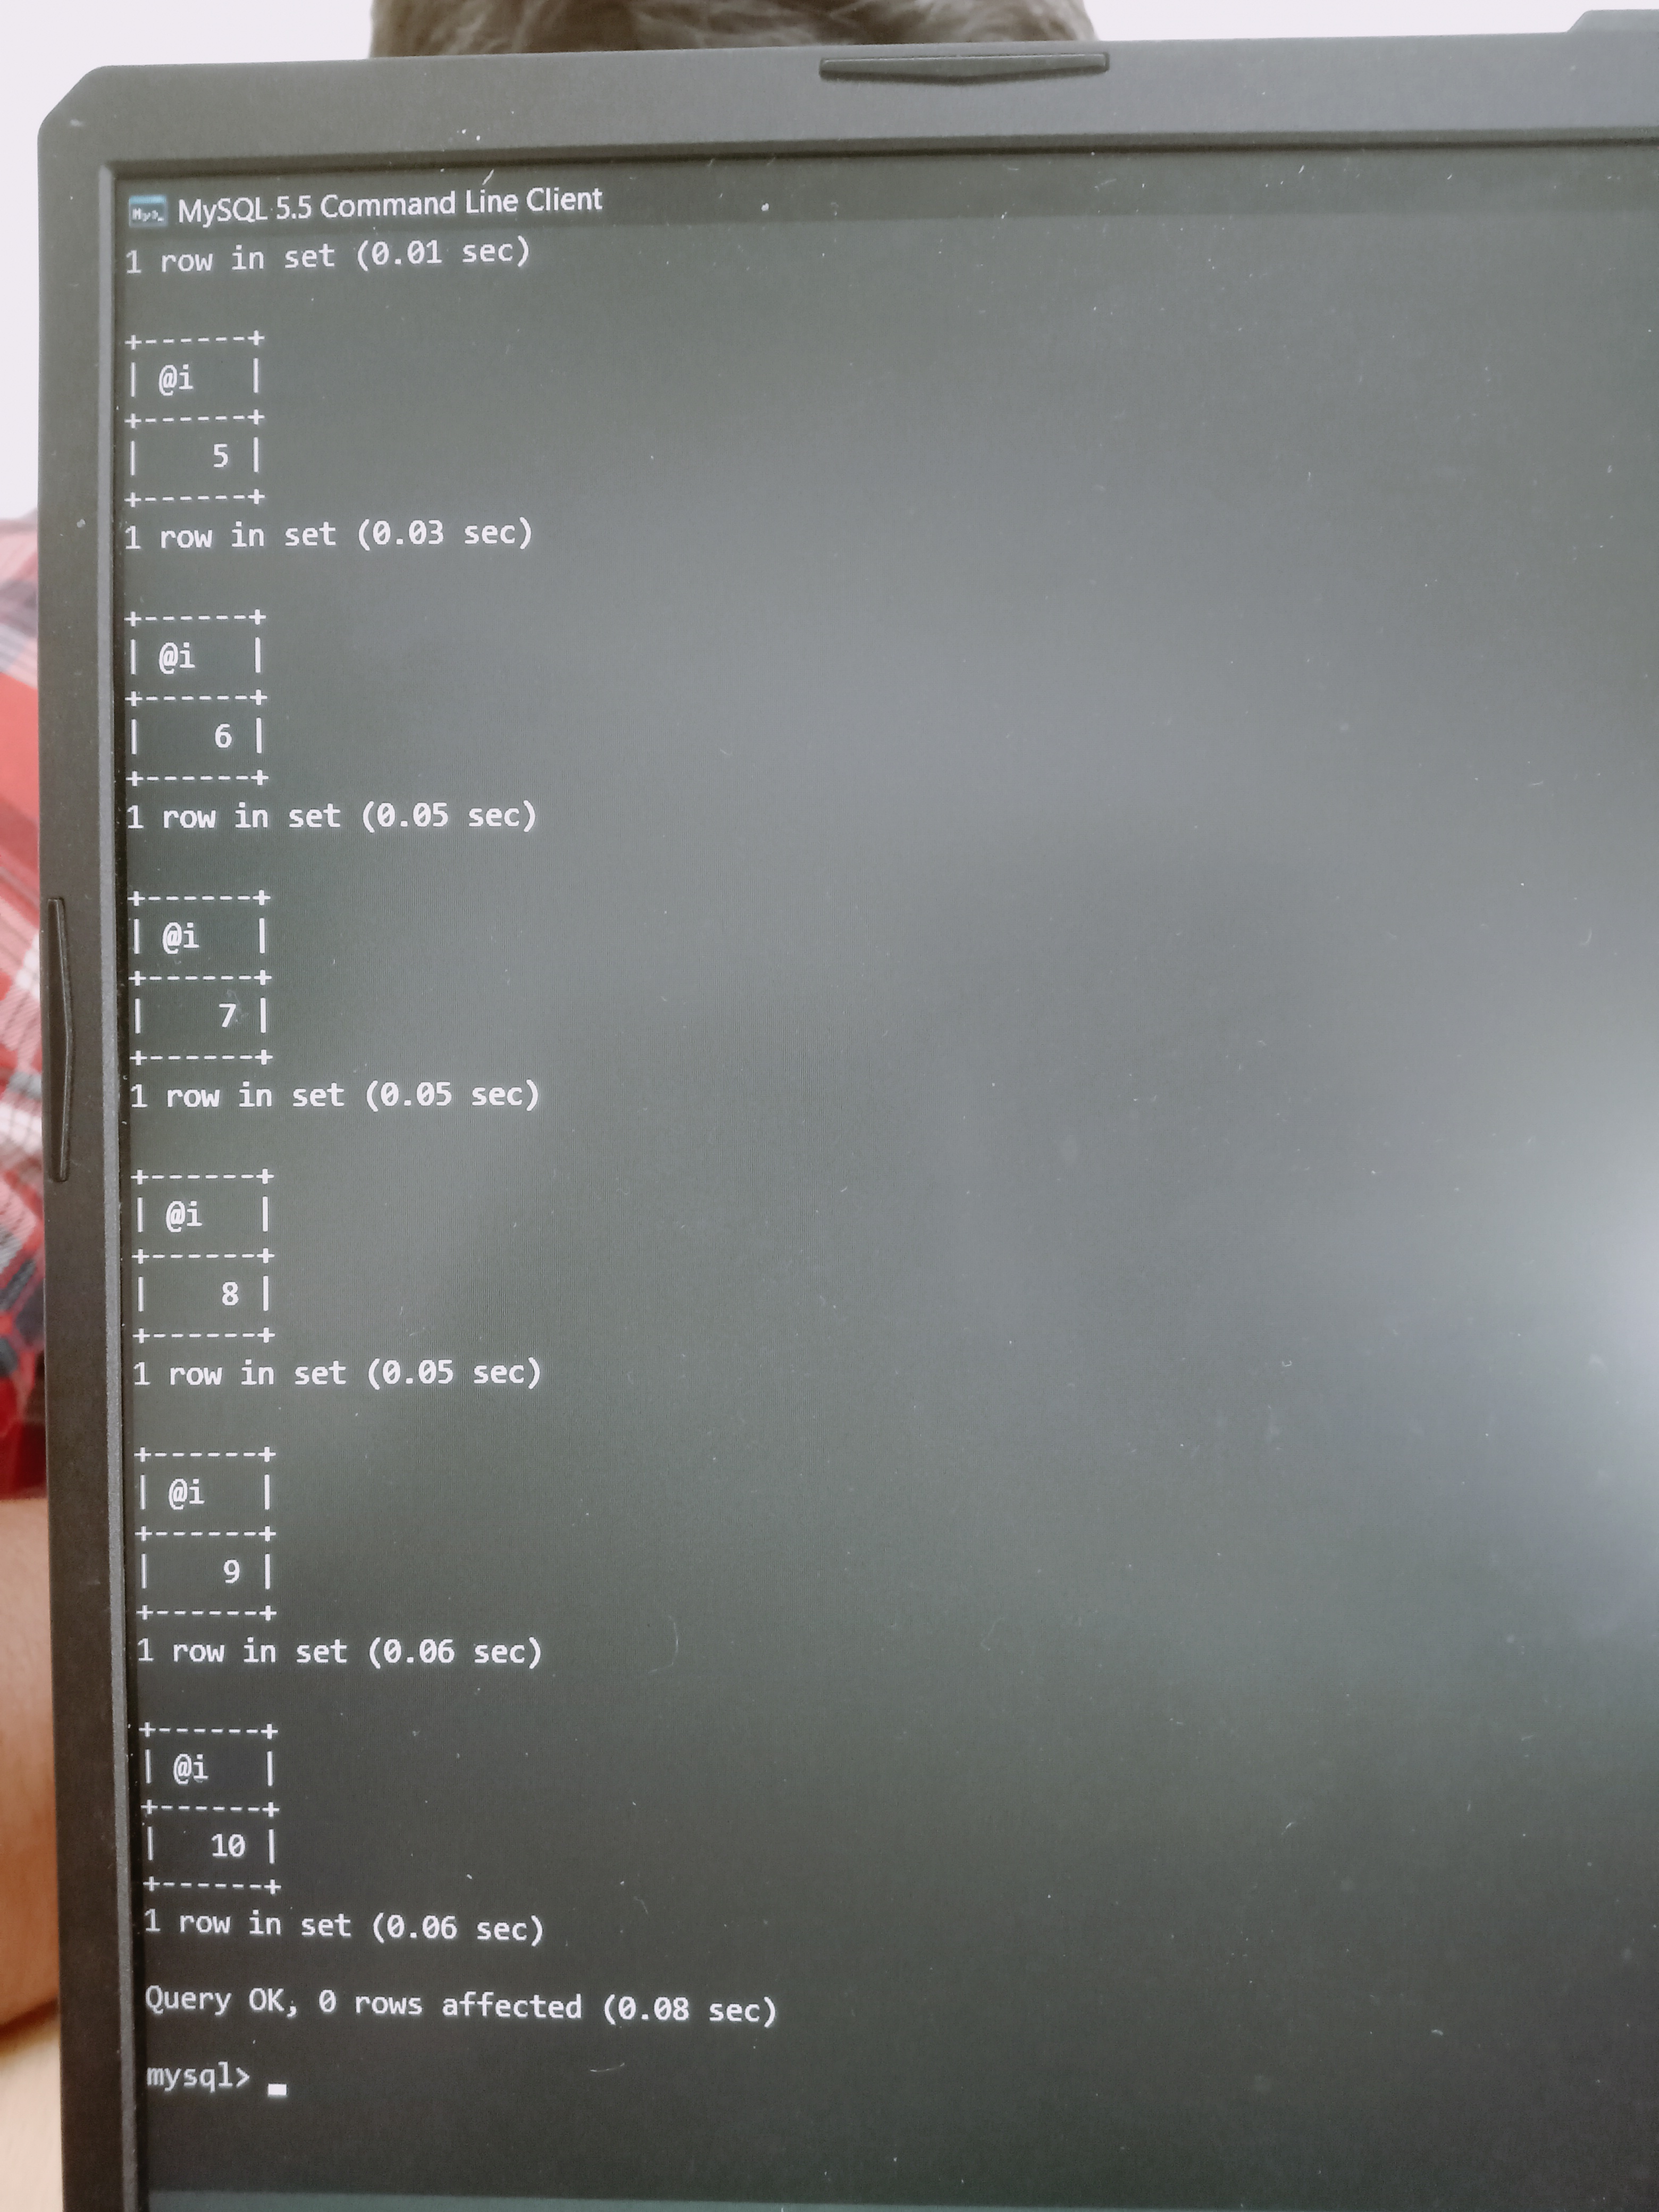 MySQL 5.5 Command Line Client
1 row in set (0.01 sec)
+------+
| @i   |
+------+
|    5 |
+------+
1 row in set (0.03 sec)
+------+
| @i   |
+------+
|    6 |
+------+
1 row in set (0.05 sec)
+------+
| @i   |
+------+
|    7 |
+------+
1 row in set (0.05 sec)
+------+
| @i   |
+------+
|    8 |
+------+
1 row in set (0.05 sec)
+------+
| @i   |
+------+
|    9 |
+------+
1 row in set (0.06 sec)
+------+
| @i   |
+------+
|   10 |
+------+
1 row in set (0.06 sec)
Query OK, 0 rows affected (0.08 sec)
mysql> _